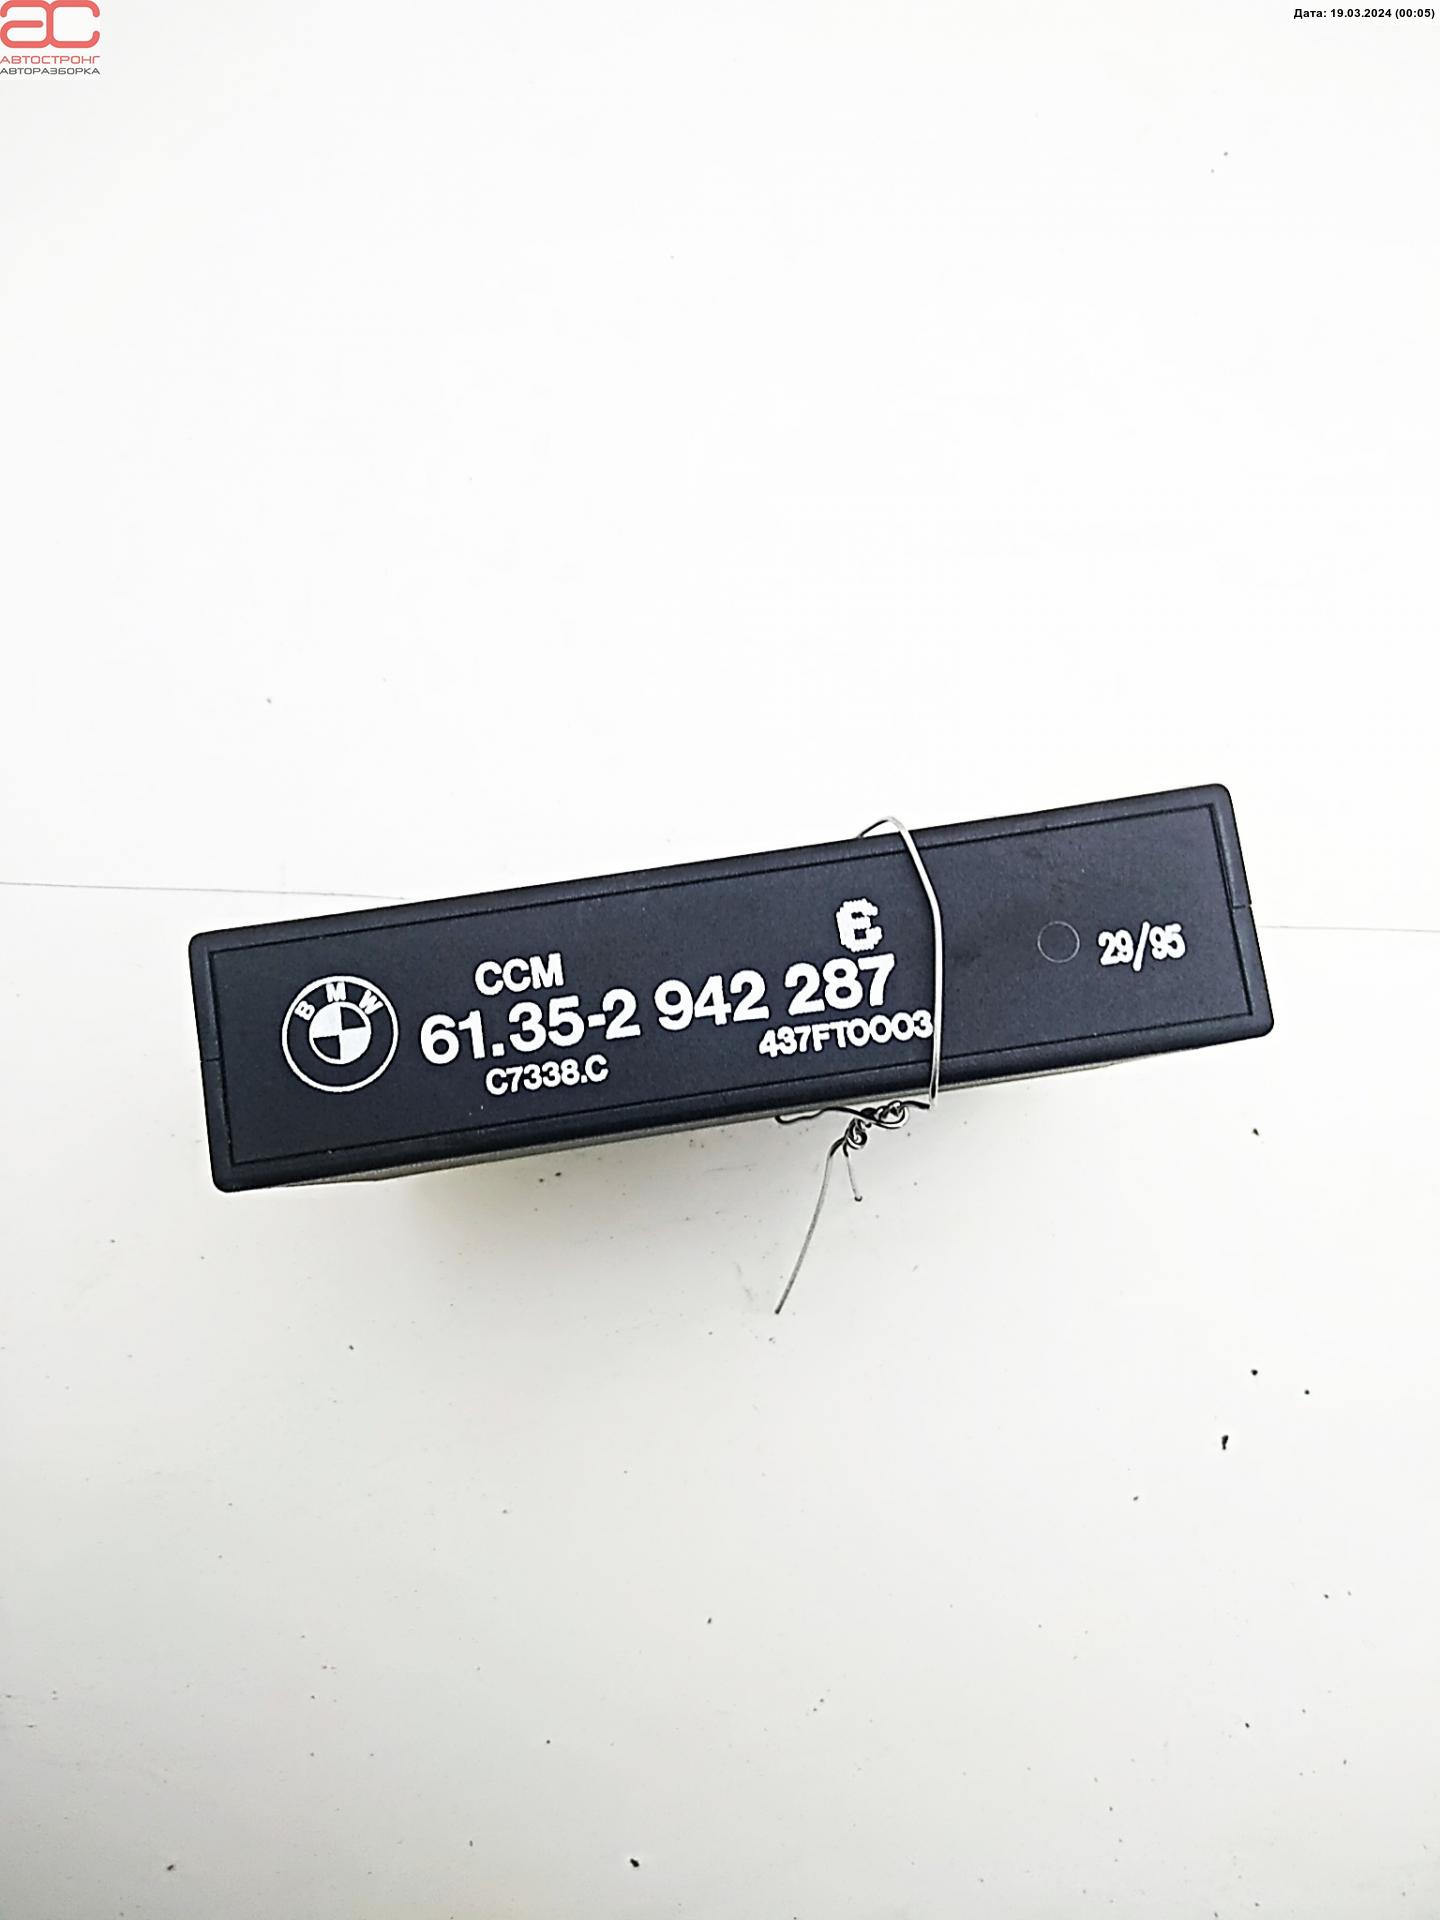 Дата: 19.03.2024 (00:05)
АВТОСТРОНГ
АВТОРАЗБОРКА
BMW
CCM
61.35-2 942 287
C7338.C
437FT0003
29/95